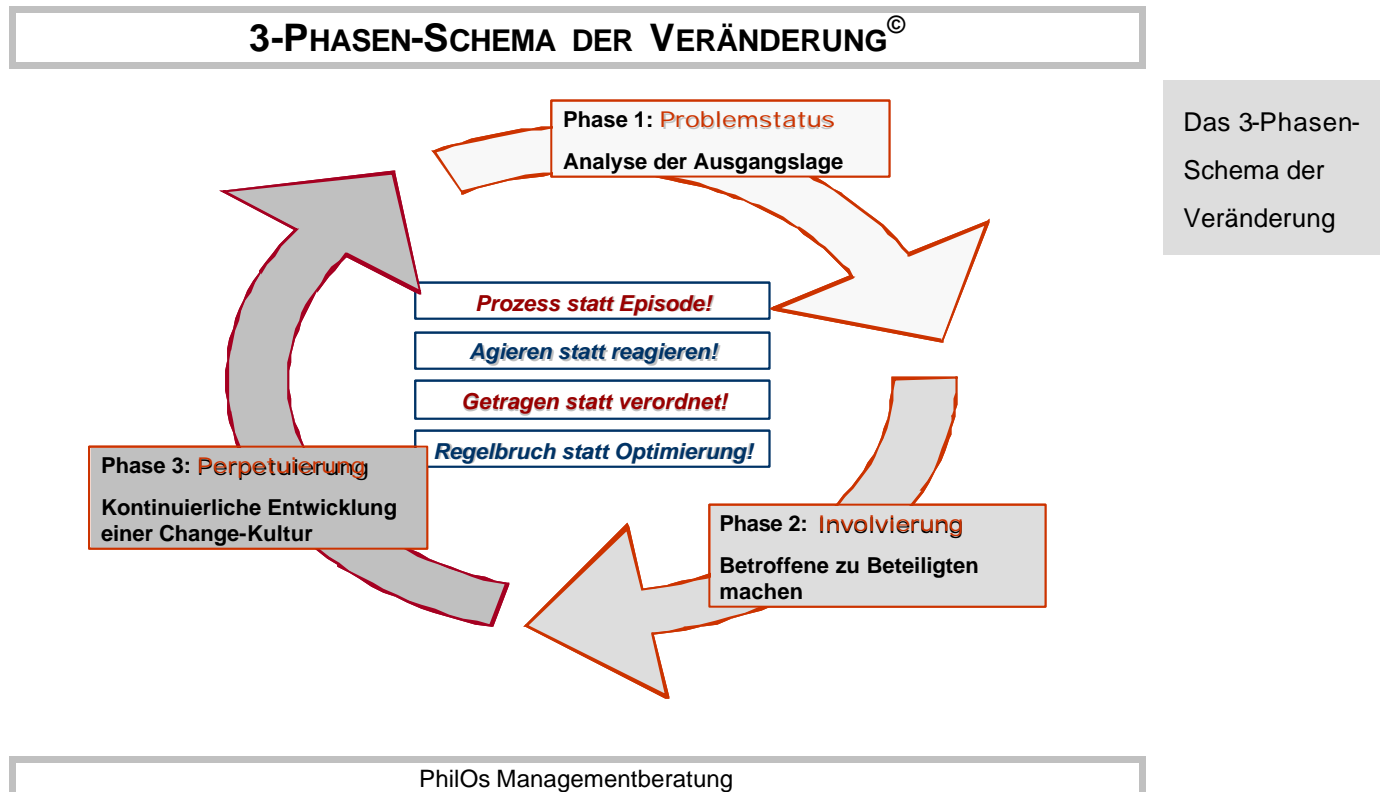 3-PHASEN-SCHEMA DER VERÄNDERUNG©
Das 3-Phasen-
Schema der
Veränderung
Phase 1: Problemstatus
Analyse der Ausgangslage
Prozess statt Episode!
Agieren statt reagieren!
Getragen statt verordnet!
Regelbruch statt Optimierung!
Phase 2: Involvierung
Betroffene zu Beteiligten
machen
Phase 3: Perpetuierung
Kontinuierliche Entwicklung
einer Change-Kultur
PhilOs Managementberatung